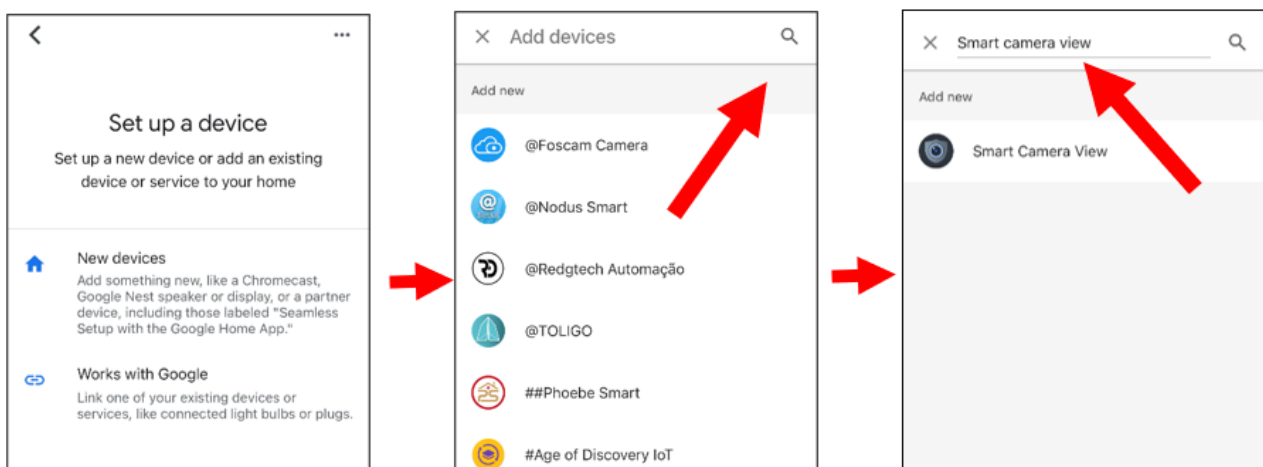 Set up a device
Set up a new device or add an existing
device or service to your home
New devices
Add something new, like a Chromecast,
Google Nest speaker or display, or a partner
device, including those labeled "Seamless
Setup with the Google Home App."
Works with Google
Link one of your existing devices or
services, like connected light bulbs or plugs.
Add devices
Add new
@Foscam Camera
@Nodus Smart
@Redgtech Automação
@TOLIGO
##Phoebe Smart
#Age of Discovery IoT
Smart camera view
Add new
Smart Camera View